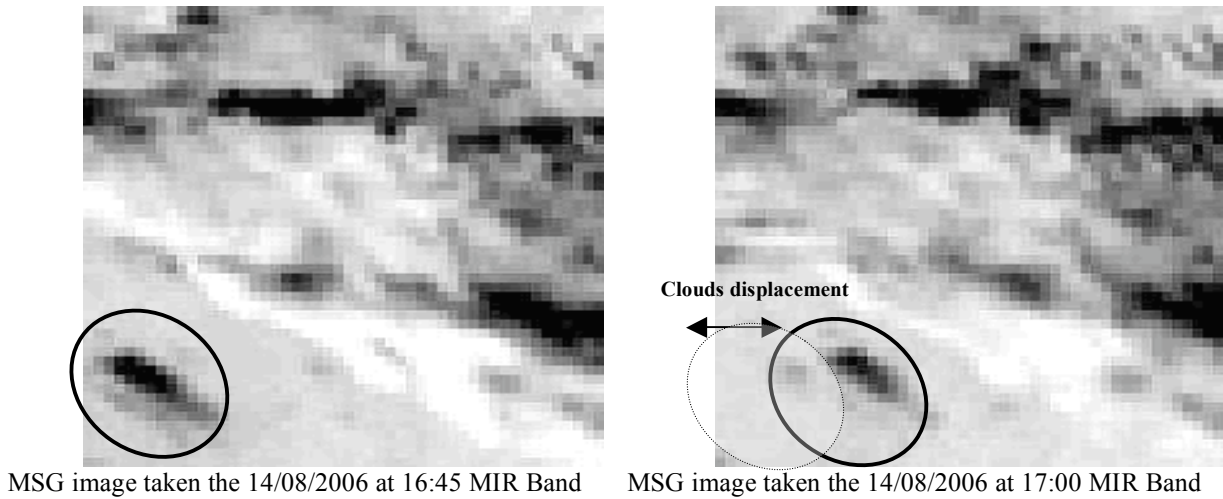 Clouds displacement
MSG image taken the 14/08/2006 at 16:45 MIR Band
MSG image taken the 14/08/2006 at 17:00 MIR Band